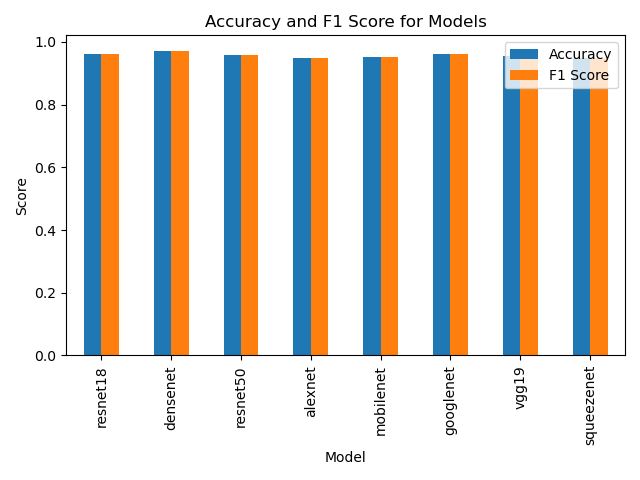 Accuracy and F1 Score for Models
Accuracy
F1 Score
1.0
0.8
0.6
0.4
0.2
0.0
Score
resnet18
densenet
resnet50
alexnet
mobilenet
googlenet
vgg19
squeezenet
Model